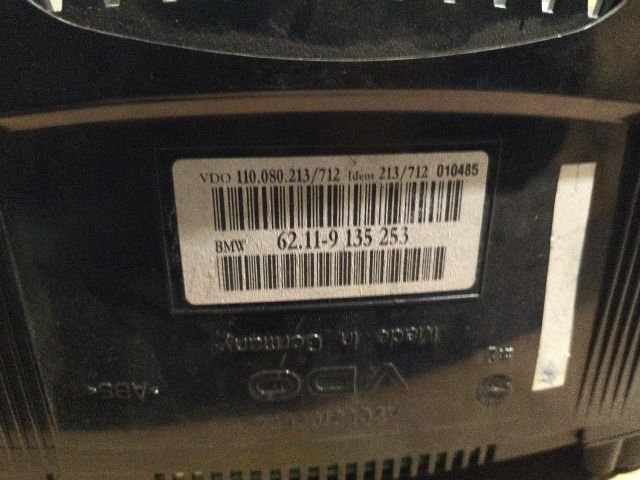 VDO 110.080.213/712 Ident 213/712 010485
BMW 62.11-9 135 253
Made In Germany
VDO
>ABS<